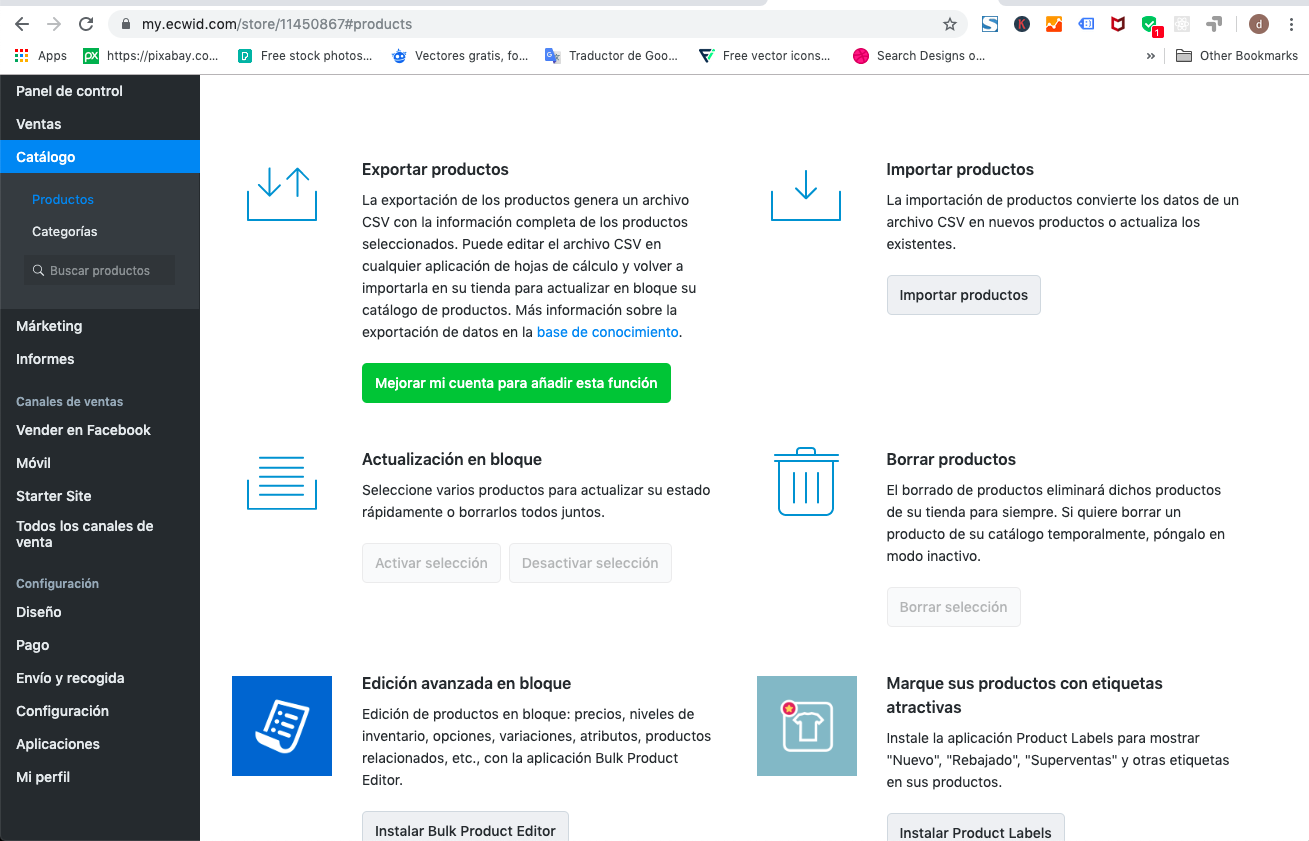 my.ecwid.com/store/11450867#products
1
d
Apps
px
https://pixabay.co...
Free stock photos...
Vectores gratis, fo...
Traductor de Goo...
Free vector icons...
Search Designs o...
»
Other Bookmarks
Panel de control
Ventas
Catálogo
Productos
Categorías
Buscar productos
Márketing
Informes
Canales de ventas
Vender en Facebook
Móvil
Starter Site
Todos los canales de
venta
Configuración
Diseño
Pago
Envío y recogida
Configuración
Aplicaciones
Mi perfil
Exportar productos
La exportación de los productos genera un archivo
CSV con la información completa de los productos
seleccionados. Puede editar el archivo CSV en
cualquier aplicación de hojas de cálculo y volver a
importarla en su tienda para actualizar en bloque su
catálogo de productos. Más información sobre la
exportación de datos en la base de conocimiento.
Mejorar mi cuenta para añadir esta función
Importar productos
La importación de productos convierte los datos de un
archivo CSV en nuevos productos o actualiza los
existentes.
Importar productos
Actualización en bloque
Seleccione varios productos para actualizar su estado
rápidamente o borrarlos todos juntos.
Activar selección
Desactivar selección
Borrar productos
El borrado de productos eliminará dichos productos
de su tienda para siempre. Si quiere borrar un
producto de su catálogo temporalmente, póngalo en
modo inactivo.
Borrar selección
Edición avanzada en bloque
Edición de productos en bloque: precios, niveles de
inventario, opciones, variaciones, atributos, productos
relacionados, etc., con la aplicación Bulk Product
Editor.
Instalar Bulk Product Editor
Marque sus productos con etiquetas
atractivas
Instale la aplicación Product Labels para mostrar
"Nuevo", "Rebajado", "Superventas" y otras etiquetas
en sus productos.
Instalar Product Labels